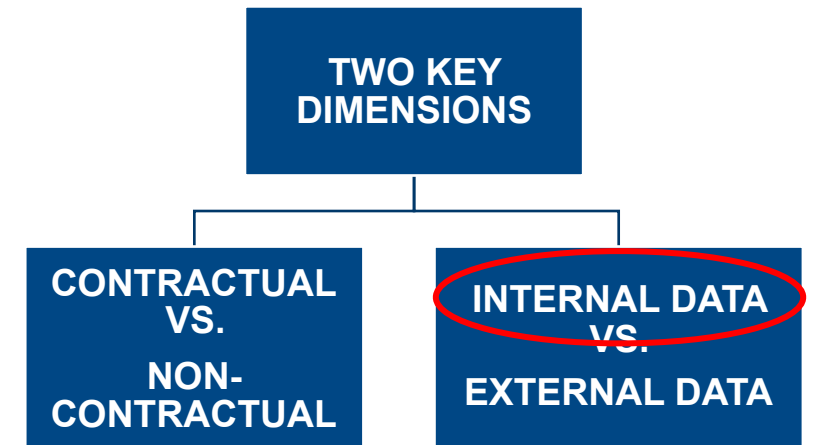 TWO KEY
DIMENSIONS
CONTRACTUAL
VS.
NON-
CONTRACTUAL
INTERNAL DATA
VS.
EXTERNAL DATA